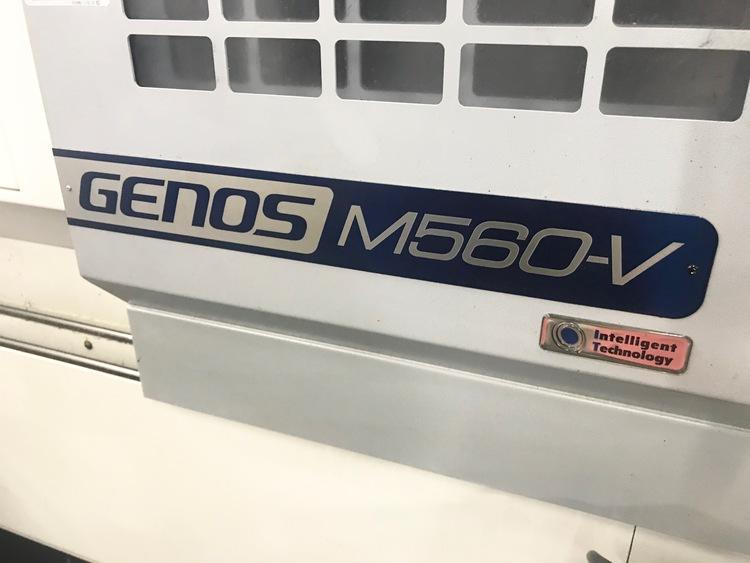 GENOS M560-V
Intelligent
Technology